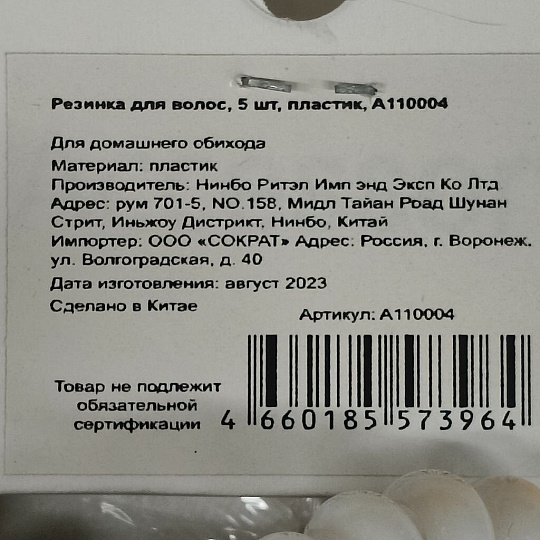 Резинка для волос, 5 шт, пластик, А110004
Для домашнего обихода
Материал: пластик
Производитель: Нинбо Ритэл Имп энд Эксп Ко Лтд
Адрес: рум 701-5, NO.158, Мидл Тайан Роад Шунан
Стрит, Иньжоу Дистрикт, Нинбо, Китай
Импортер: ООО «СОКРАТ» Адрес: Россия, г. Воронеж,
ул. Волгоградская, д. 40
Дата изготовления: август 2023
Сделано в Китае
Артикул: А110004
Товар не подлежит
обязательной
сертификации
4 660185 573964